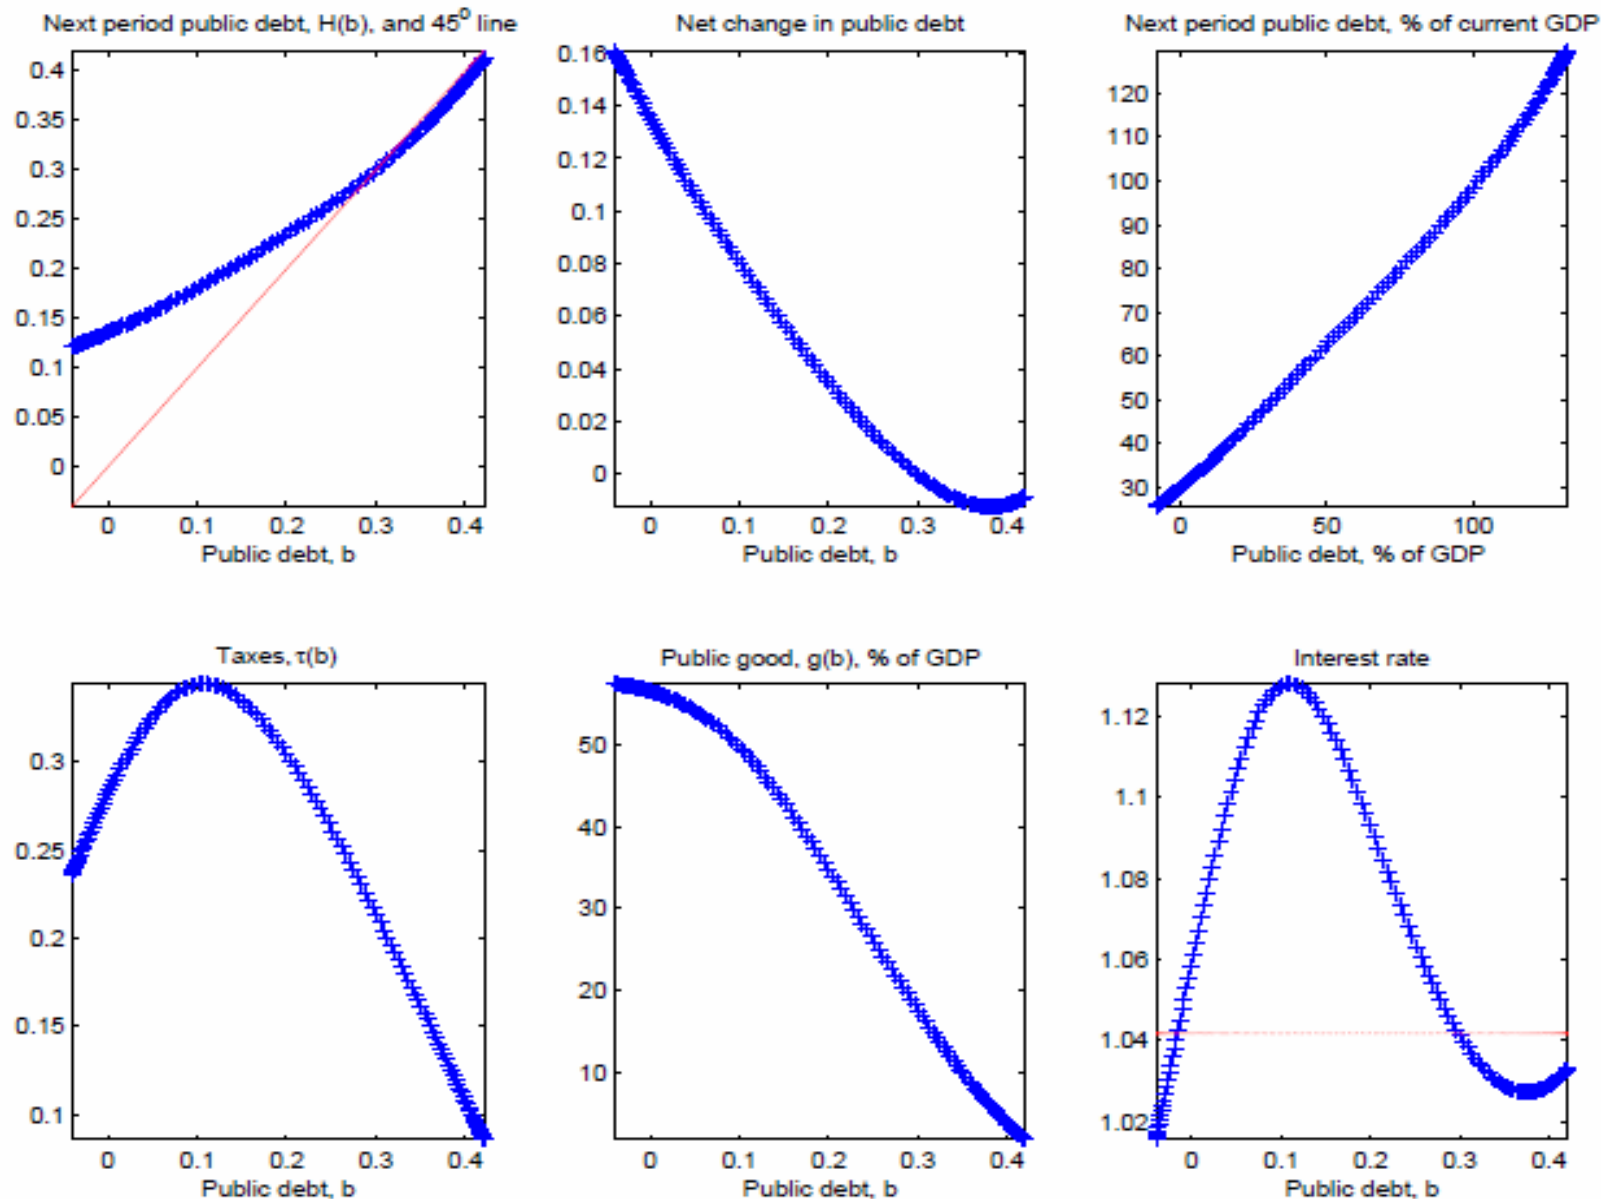 Next period public debt, H(b), and 45° line
0.4
0.35
0.3
0.25
0.2
0.15
0.1
0.05
0
0 0.1 0.2 0.3 0.4
Public debt, b
Net change in public debt
0.16
0.14
0.12
0.1
0.08
0.06
0.04
0.02
0
0 0.1 0.2 0.3 0.4
Public debt, b
Next period public debt, % of current GDP
120
110
100
90
80
70
60
50
40
30
0 50 100
Public debt, % of GDP
Taxes, τ(b)
0.3
0.25
0.2
0.15
0.1
0 0.1 0.2 0.3 0.4
Public debt, b
Public good, g(b), % of GDP
50
40
30
20
10
0 0.1 0.2 0.3 0.4
Public debt, b
Interest rate
1.12
1.1
1.08
1.06
1.04
1.02
0 0.1 0.2 0.3 0.4
Public debt, b